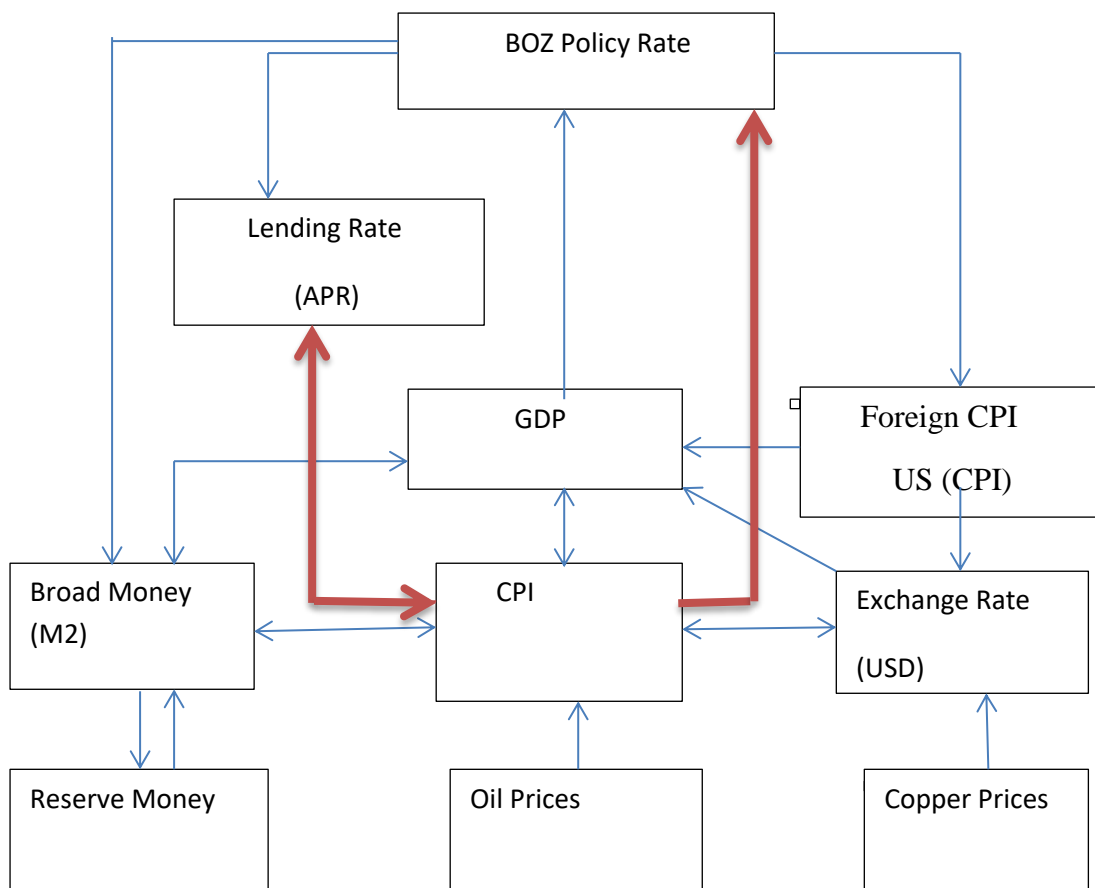 BOZ Policy Rate
Lending Rate
(APR)
GDP
Foreign CPI
US (CPI)
Broad Money
(M2)
CPI
Exchange Rate
(USD)
Reserve Money
Oil Prices
Copper Prices